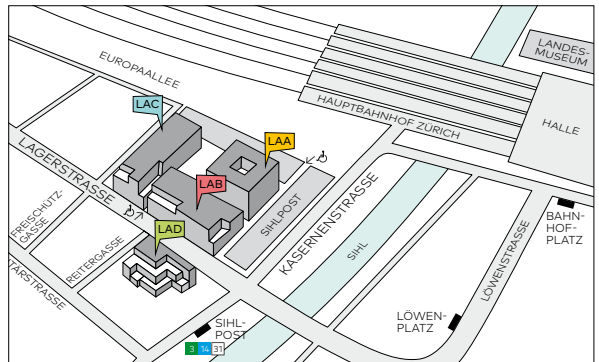 LANDES-
MUSEUM
EUROPAALLEE
HAUPTBAHNHOF ZÜRICH
HALLE
LAC
LAA
LAB
LAD
LAGERSTRASSE
SIHLPOST
KASERNENSTRASSE
SIHL
FREISCHÜTZ-
GASSE
REITERGASSE
TÄRSTRASSE
BAHN-
HOF-
PLATZ
LÖWENSTRASSE
LÖWEN-
PLATZ
SIHL-
POST
3 14 31